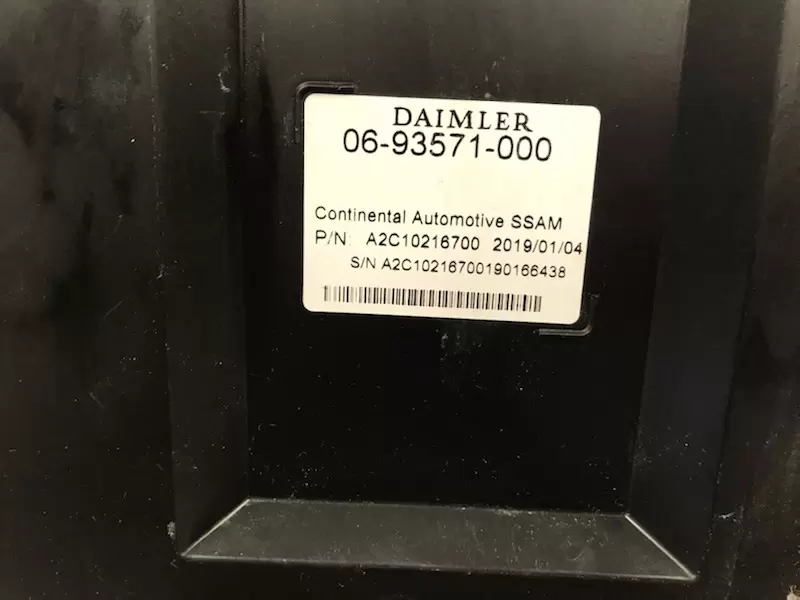 DAIMLER
06-93571-000
Continental Automotive SSAM
P/N: A2C10216700 2019/01/04
S/N A2C10216700190166438